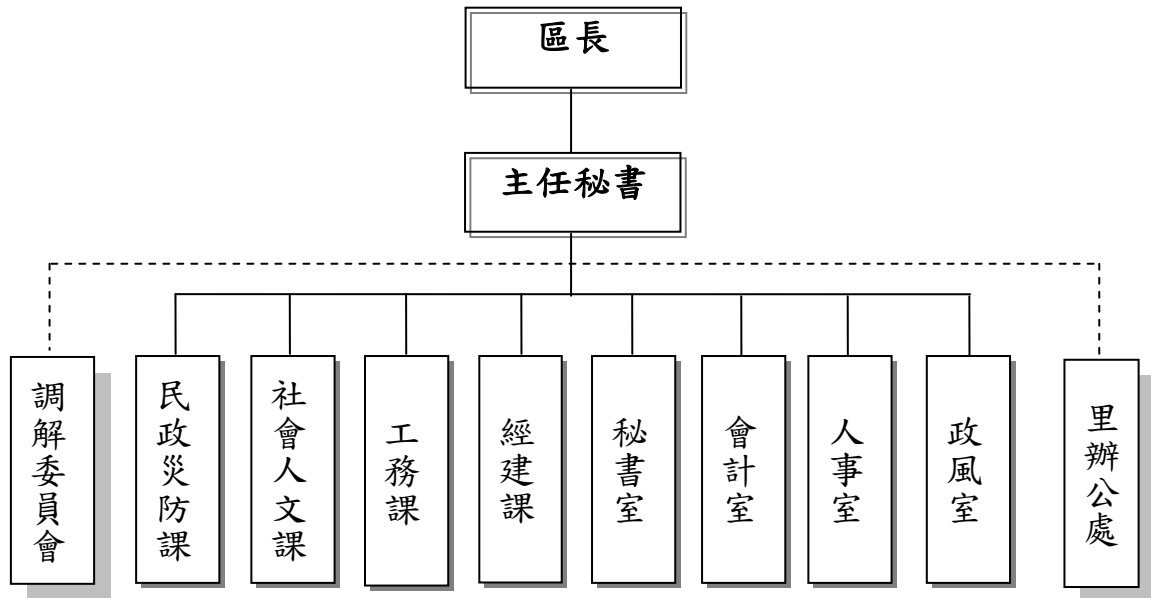 區長
主任秘書
調解委員會
民政災防課
社會人文課
工務課
經建課
秘書室
會計室
人事室
政風室
里辦公處